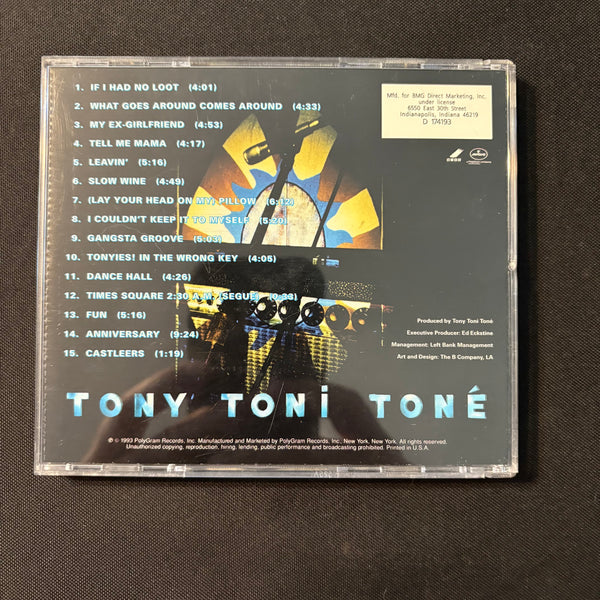 1. IF I HAD NO LOOT (4:01)
2. WHAT GOES AROUND COMES AROUND (4:33)
3. MY EX-GIRLFRIEND (4:53)
4. TELL ME MAMA (4:17)
5. LEAVIN' (5:16)
6. SLOW WINE (4:49)
7. (LAY YOUR HEAD ON MY) PILLOW (6:12)
8. I COULDN'T KEEP IT TO MYSELF (5:20)
9. GANGSTA GROOVE (5:03)
10. TONYIES! IN THE WRONG KEY (4:05)
11. DANCE HALL (4:26)
12. TIMES SQUARE 2:30 A.M. (SEGUE) (0:33)
13. FUN (5:16)
14. ANNIVERSARY (9:24)
15. CASTLEERS (1:19)
Mfd. for BMG Direct Marketing, Inc.
under license
6550 East 30th Street
Indianapolis, Indiana 46219
D 174193
Produced by Tony Toni Toné
Executive Producer: Ed Eckstine
Management: Left Bank Management
Art and Design: The B Company, LA
TONY TONi TONÉ
℗ © 1993 PolyGram Records, Inc. Manufactured and Marketed by PolyGram Records, Inc., New York, New York. All rights reserved.
Unauthorized copying, reproduction, hiring, lending, public performance and broadcasting prohibited. Printed in U.S.A.